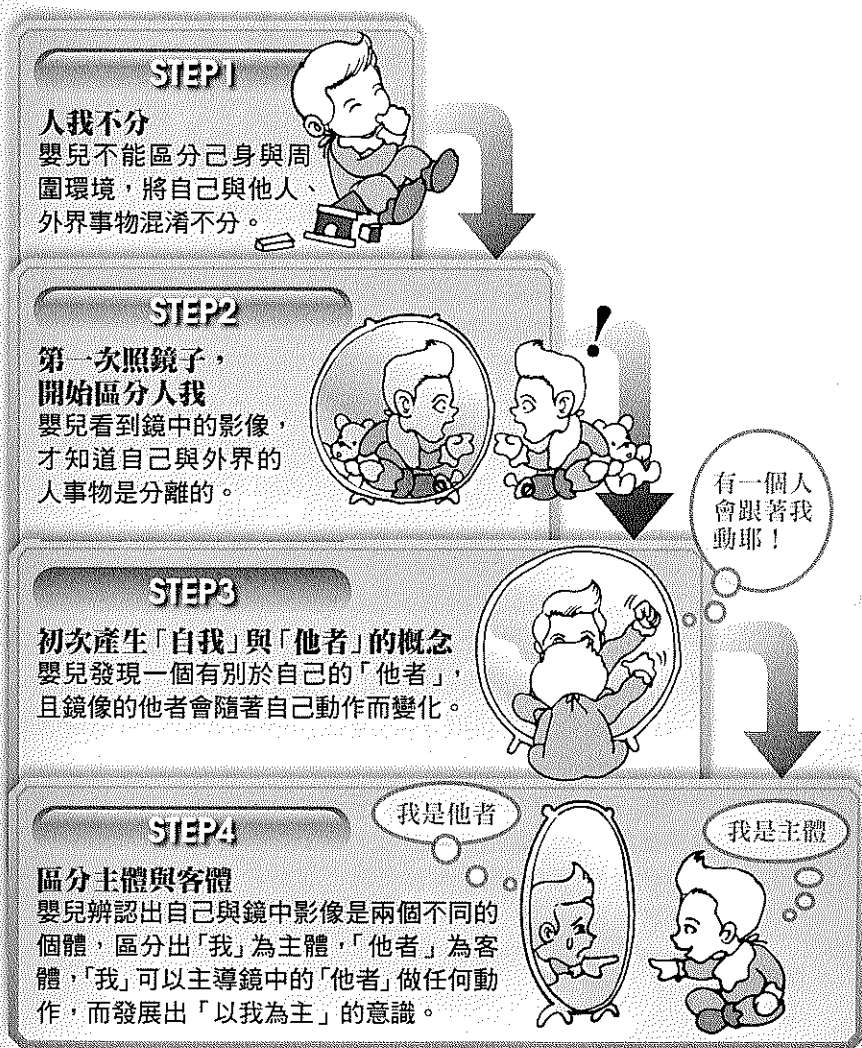 STEP1
人我不分
嬰兒不能區分己身與周
圍環境，將自己與他人、
外界事物混淆不分。
STEP2
第一次照鏡子，
開始區分人我
嬰兒看到鏡中的影像，
才知道自己與外界的
人事物是分離的。
！
有一個人
會跟著我
動耶！
STEP3
初次產生「自我」與「他者」的概念
嬰兒發現一個有別於自己的「他者」，
且鏡像的他者會隨著自己動作而變化。
我是他者
我是主體
STEP4
區分主體與客體
嬰兒辨認出自己與鏡中影像是兩個不同的
個體，區分出「我」為主體，「他者」為客
體，「我」可以主導鏡中的「他者」做任何動
作，而發展出「以我為主」的意識。